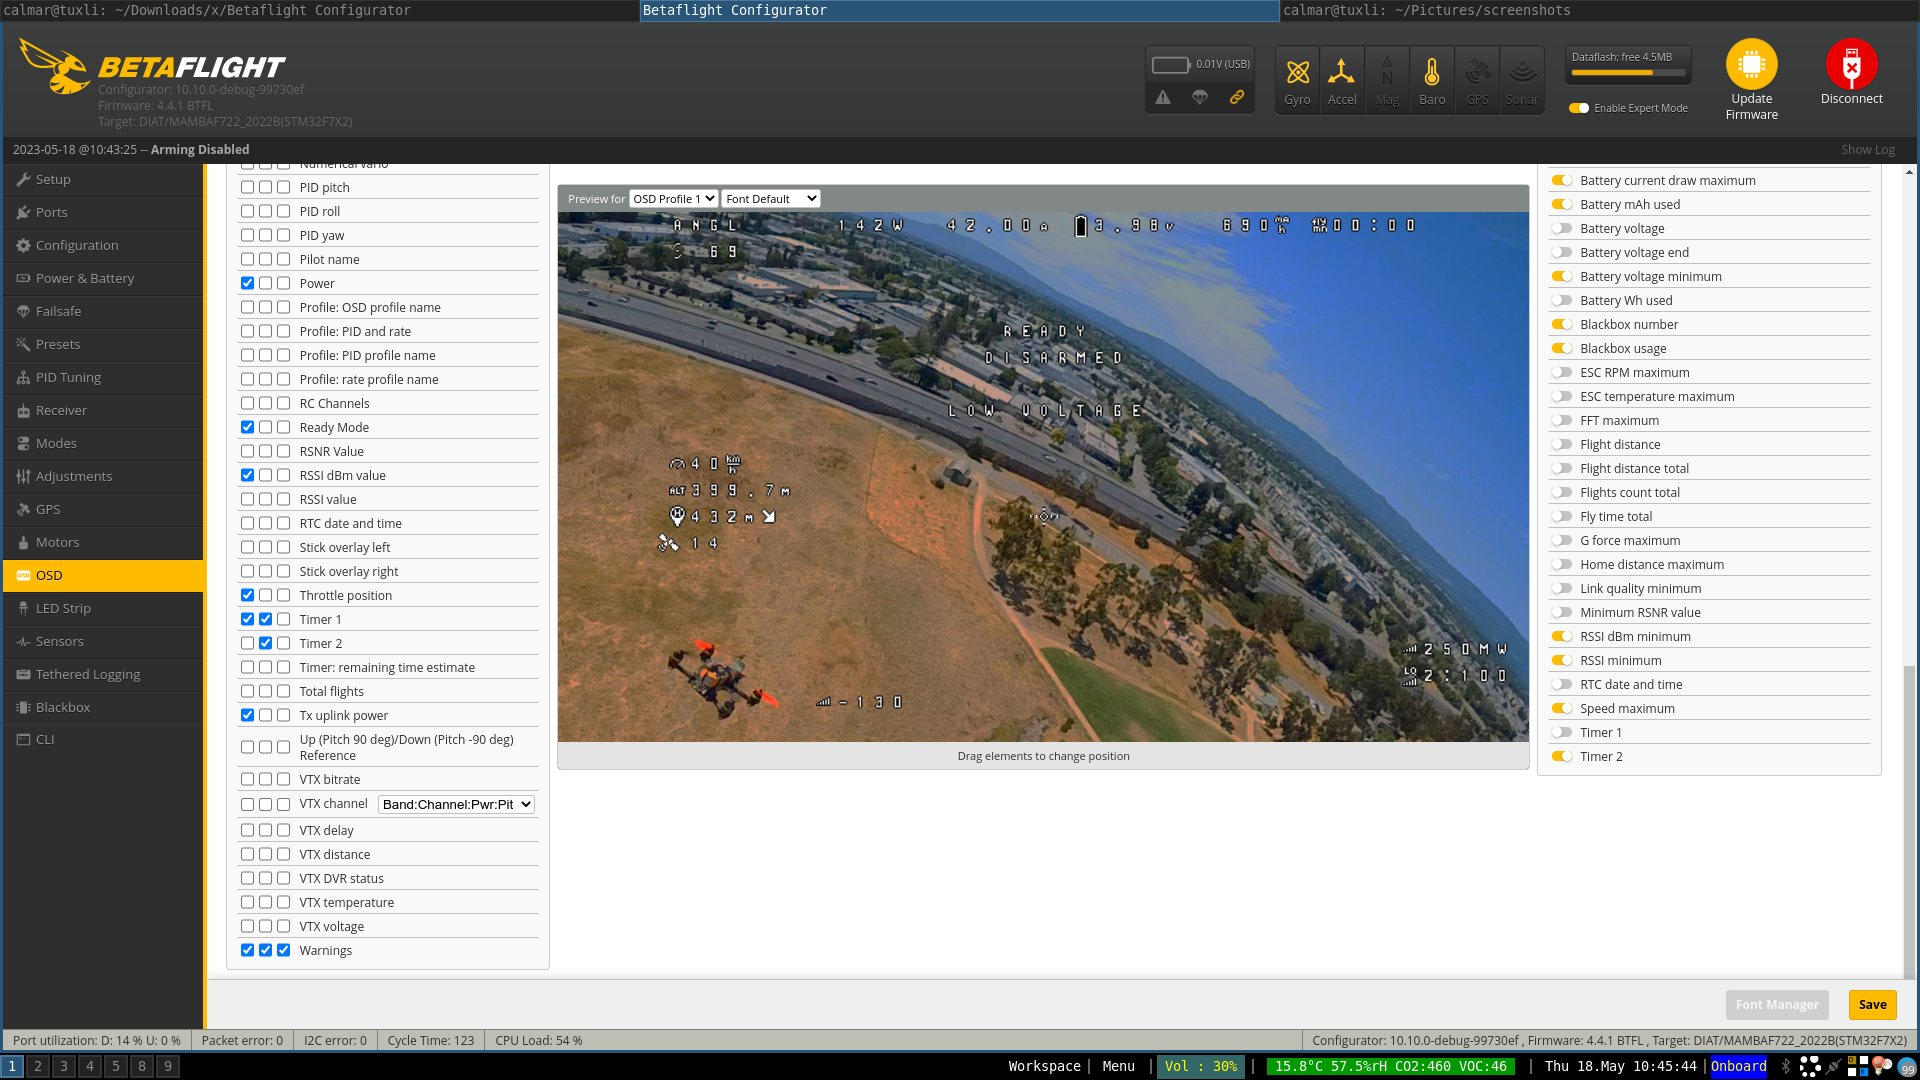 calmar@tuxli: ~/Downloads/x/Betaflight Configurator
Betaflight Configurator
calmar@tuxli: ~/Pictures/screenshots
BETAFLIGHT
Configurator: 10.10.0-debug-99730ef
Firmware: 4.4.1 BTFL
Target: DIAT/MAMBAF722_2022B(STM32F7X2)
0.01V (USB)
Gyro
Accel
Mag
Baro
GPS
Sonar
Dataflash: free 4.5MB
Enable Expert Mode
Update Firmware
Disconnect
2023-05-18 @10:43:25 -- Arming Disabled
Show Log
Setup
Ports
Configuration
Power & Battery
Failsafe
Presets
PID Tuning
Receiver
Modes
Adjustments
GPS
Motors
OSD
LED Strip
Sensors
Tethered Logging
Blackbox
CLI
Numerical vario
PID pitch
PID roll
PID yaw
Pilot name
Power
Profile: OSD profile name
Profile: PID and rate
Profile: PID profile name
Profile: rate profile name
RC Channels
Ready Mode
RSNR Value
RSSI dBm value
RSSI value
RTC date and time
Stick overlay left
Stick overlay right
Throttle position
Timer 1
Timer 2
Timer: remaining time estimate
Total flights
Tx uplink power
Up (Pitch 90 deg)/Down (Pitch -90 deg)
Reference
VTX bitrate
VTX channel Band:Channel:Pwr:Pit
VTX delay
VTX distance
VTX DVR status
VTX temperature
VTX voltage
Warnings
Preview for OSD Profile 1 Font Default
ANGL 142W 42.00A 3.98V 690MAH FLY MN 00:00
69
READY
DISARMED
LOW VOLTAGE
40 km/h
ALT 399.7M
H 432M
14
250MW
LQ 2:100
-130
Drag elements to change position
Battery current draw maximum
Battery mAh used
Battery voltage
Battery voltage end
Battery voltage minimum
Battery Wh used
Blackbox number
Blackbox usage
ESC RPM maximum
ESC temperature maximum
FFT maximum
Flight distance
Flight distance total
Flights count total
Fly time total
G force maximum
Home distance maximum
Link quality minimum
Minimum RSNR value
RSSI dBm minimum
RSSI minimum
RTC date and time
Speed maximum
Timer 1
Timer 2
Font Manager
Save
Port utilization: D: 14 % U: 0 %
Packet error: 0
I2C error: 0
Cycle Time: 123
CPU Load: 54 %
Configurator: 10.10.0-debug-99730ef , Firmware: 4.4.1 BTFL , Target: DIAT/MAMBAF722_2022B(STM32F7X2)
1 2 3 4 5 8 9
Workspace| Menu | Vol : 30% | 15.8°C 57.5%rH CO2:460 VOC:46 | Thu 18.May 10:45:44 Onboard
99